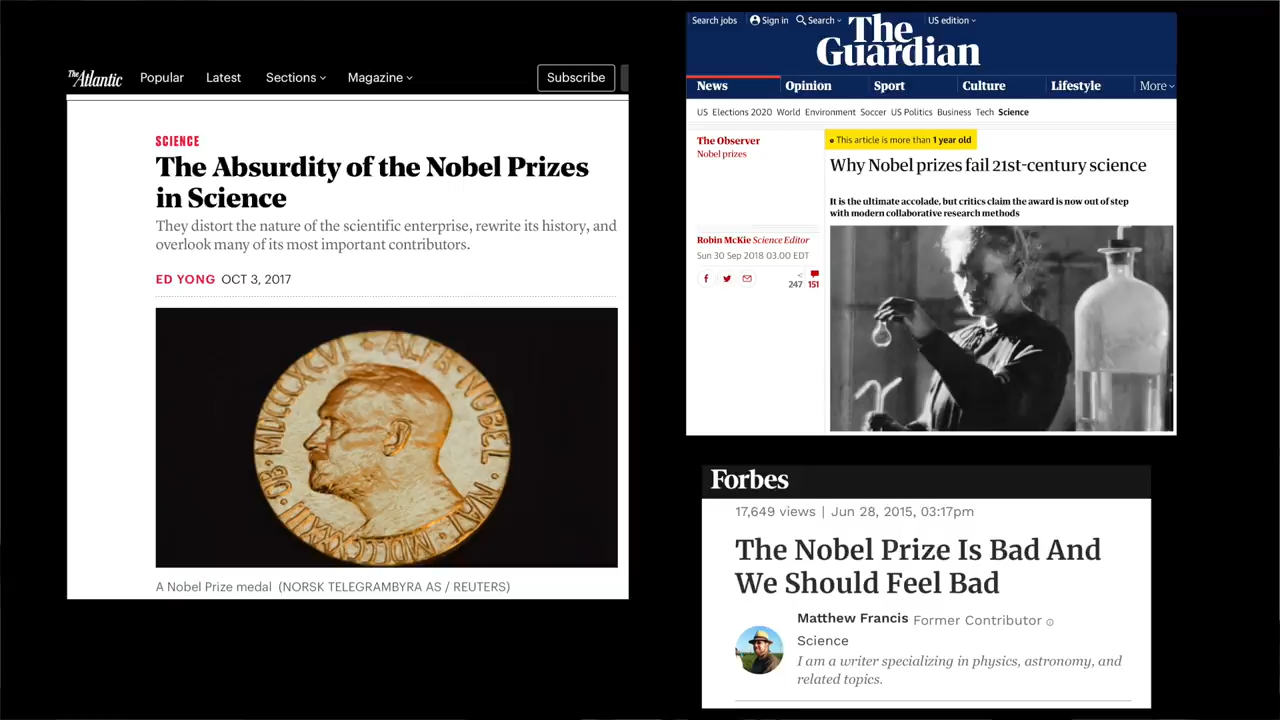 The Atlantic Popular Latest Sections Magazine Subscribe
SCIENCE
The Absurdity of the Nobel Prizes
in Science
They distort the nature of the scientific enterprise, rewrite its history, and
overlook many of its most important contributors.
ED YONG OCT 3, 2017
OB· MDCCCXCVI · ALFR· NOBEL · NAT· MDCCCXXXIII
A Nobel Prize medal (NORSK TELEGRAMBYRA AS / REUTERS)
Search jobs Sign in Search US edition
The
Guardian
News Opinion Sport Culture Lifestyle More
US Elections 2020 World Environment Soccer US Politics Business Tech Science
The Observer
Nobel prizes
This article is more than 1 year old
Why Nobel prizes fail 21st-century science
It is the ultimate accolade, but critics claim the award is now out of step
with modern collaborative research methods
Robin McKie Science Editor
Sun 30 Sep 2018 03.00 EDT
247 151
Forbes
17,649 views | Jun 28, 2015, 03:17pm
The Nobel Prize Is Bad And
We Should Feel Bad
Matthew Francis Former Contributor
Science
I am a writer specializing in physics, astronomy, and
related topics.